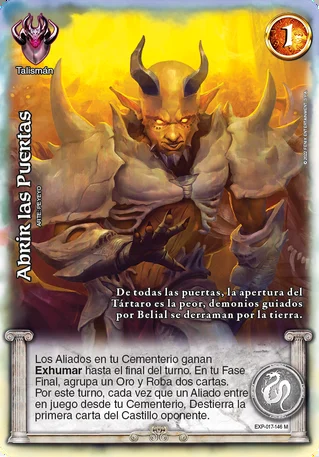 Talismán
1
Abrir las Puertas
ARTE: PEYEYO
De todas las puertas, la apertura del
Tártaro es la peor, demonios guiados
por Belial se derraman por la tierra.
Los Aliados en tu Cementerio ganan
Exhumar hasta el final del turno. En tu Fase
Final, agrupa un Oro y Roba dos cartas.
Por este turno, cada vez que un Aliado entre
en juego desde tu Cementerio, Destierra la
primera carta del Castillo oponente.
EXP-017-146 M